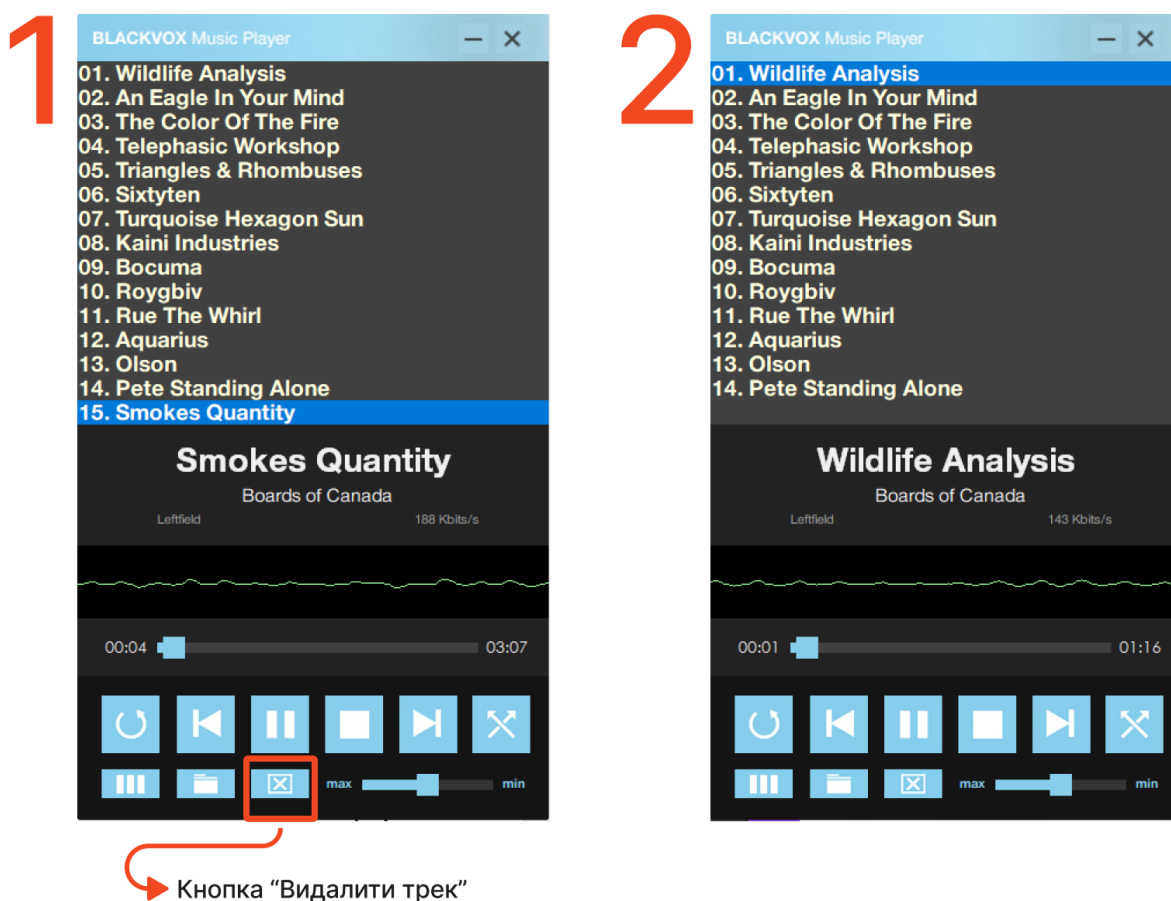 1
BLACKVOX Music Player
01. Wildlife Analysis
02. An Eagle In Your Mind
03. The Color Of The Fire
04. Telephasic Workshop
05. Triangles & Rhombuses
06. Sixtyten
07. Turquoise Hexagon Sun
08. Kaini Industries
09. Bocuma
10. Roygbiv
11. Rue The Whirl
12. Aquarius
13. Olson
14. Pete Standing Alone
15. Smokes Quantity
Smokes Quantity
Boards of Canada
Leftfield 188 Kbits/s
00:04 03:07
max min
Кнопка “Видалити трек”
2
BLACKVOX Music Player
01. Wildlife Analysis
02. An Eagle In Your Mind
03. The Color Of The Fire
04. Telephasic Workshop
05. Triangles & Rhombuses
06. Sixtyten
07. Turquoise Hexagon Sun
08. Kaini Industries
09. Bocuma
10. Roygbiv
11. Rue The Whirl
12. Aquarius
13. Olson
14. Pete Standing Alone
Wildlife Analysis
Boards of Canada
Leftfield 143 Kbits/s
00:01 01:16
max min